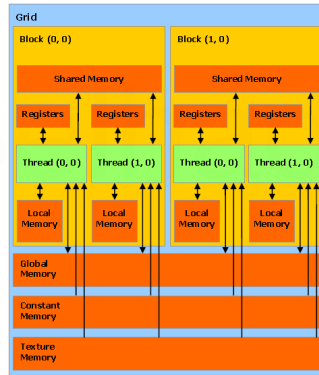 Grid
Block (0, 0)
Block (1, 0)
Shared Memory
Shared Memory
Registers
Registers
Registers
Registers
Thread (0, 0)
Thread (1, 0)
Thread (0, 0)
Thread (1, 0)
Local
Memory
Local
Memory
Local
Memory
Local
Memory
Global
Memory
Constant
Memory
Texture
Memory